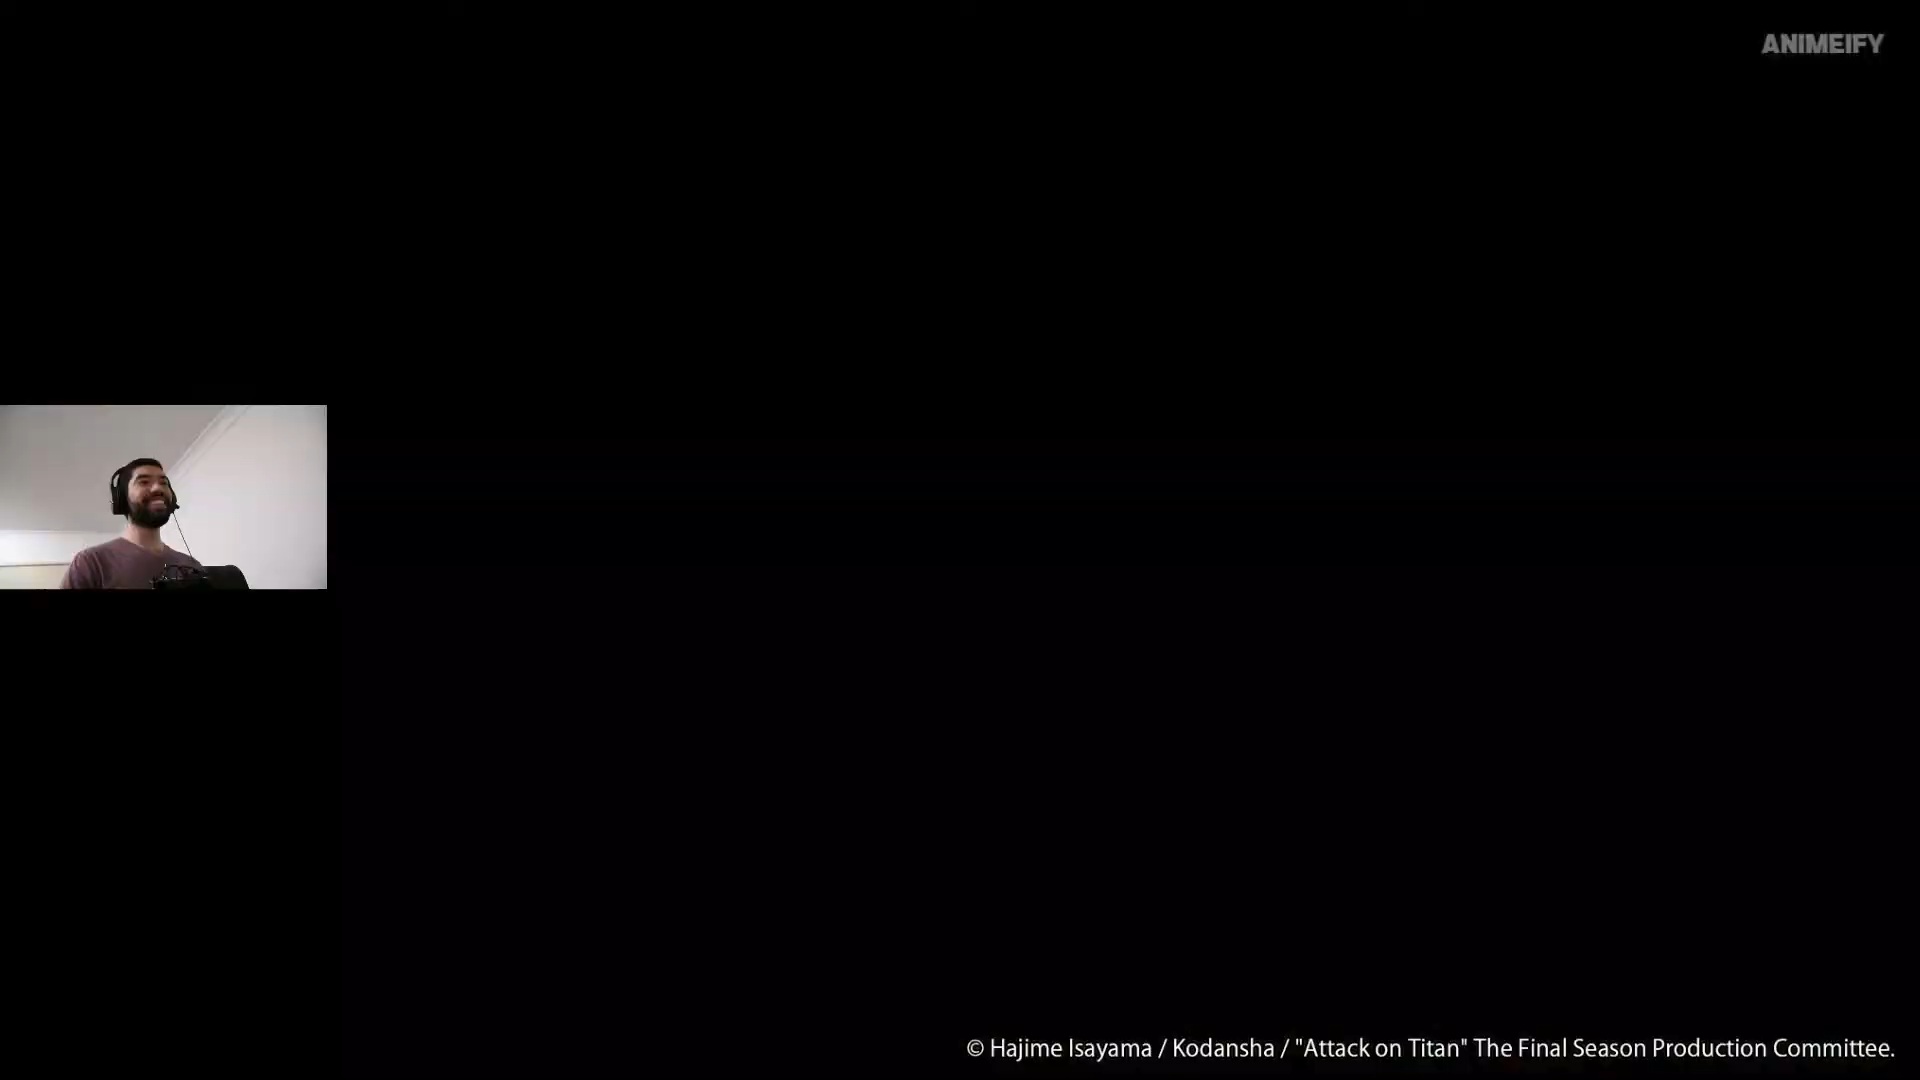 ANIMEIFY
© Hajime Isayama / Kodansha / "Attack on Titan" The Final Season Production Committee.